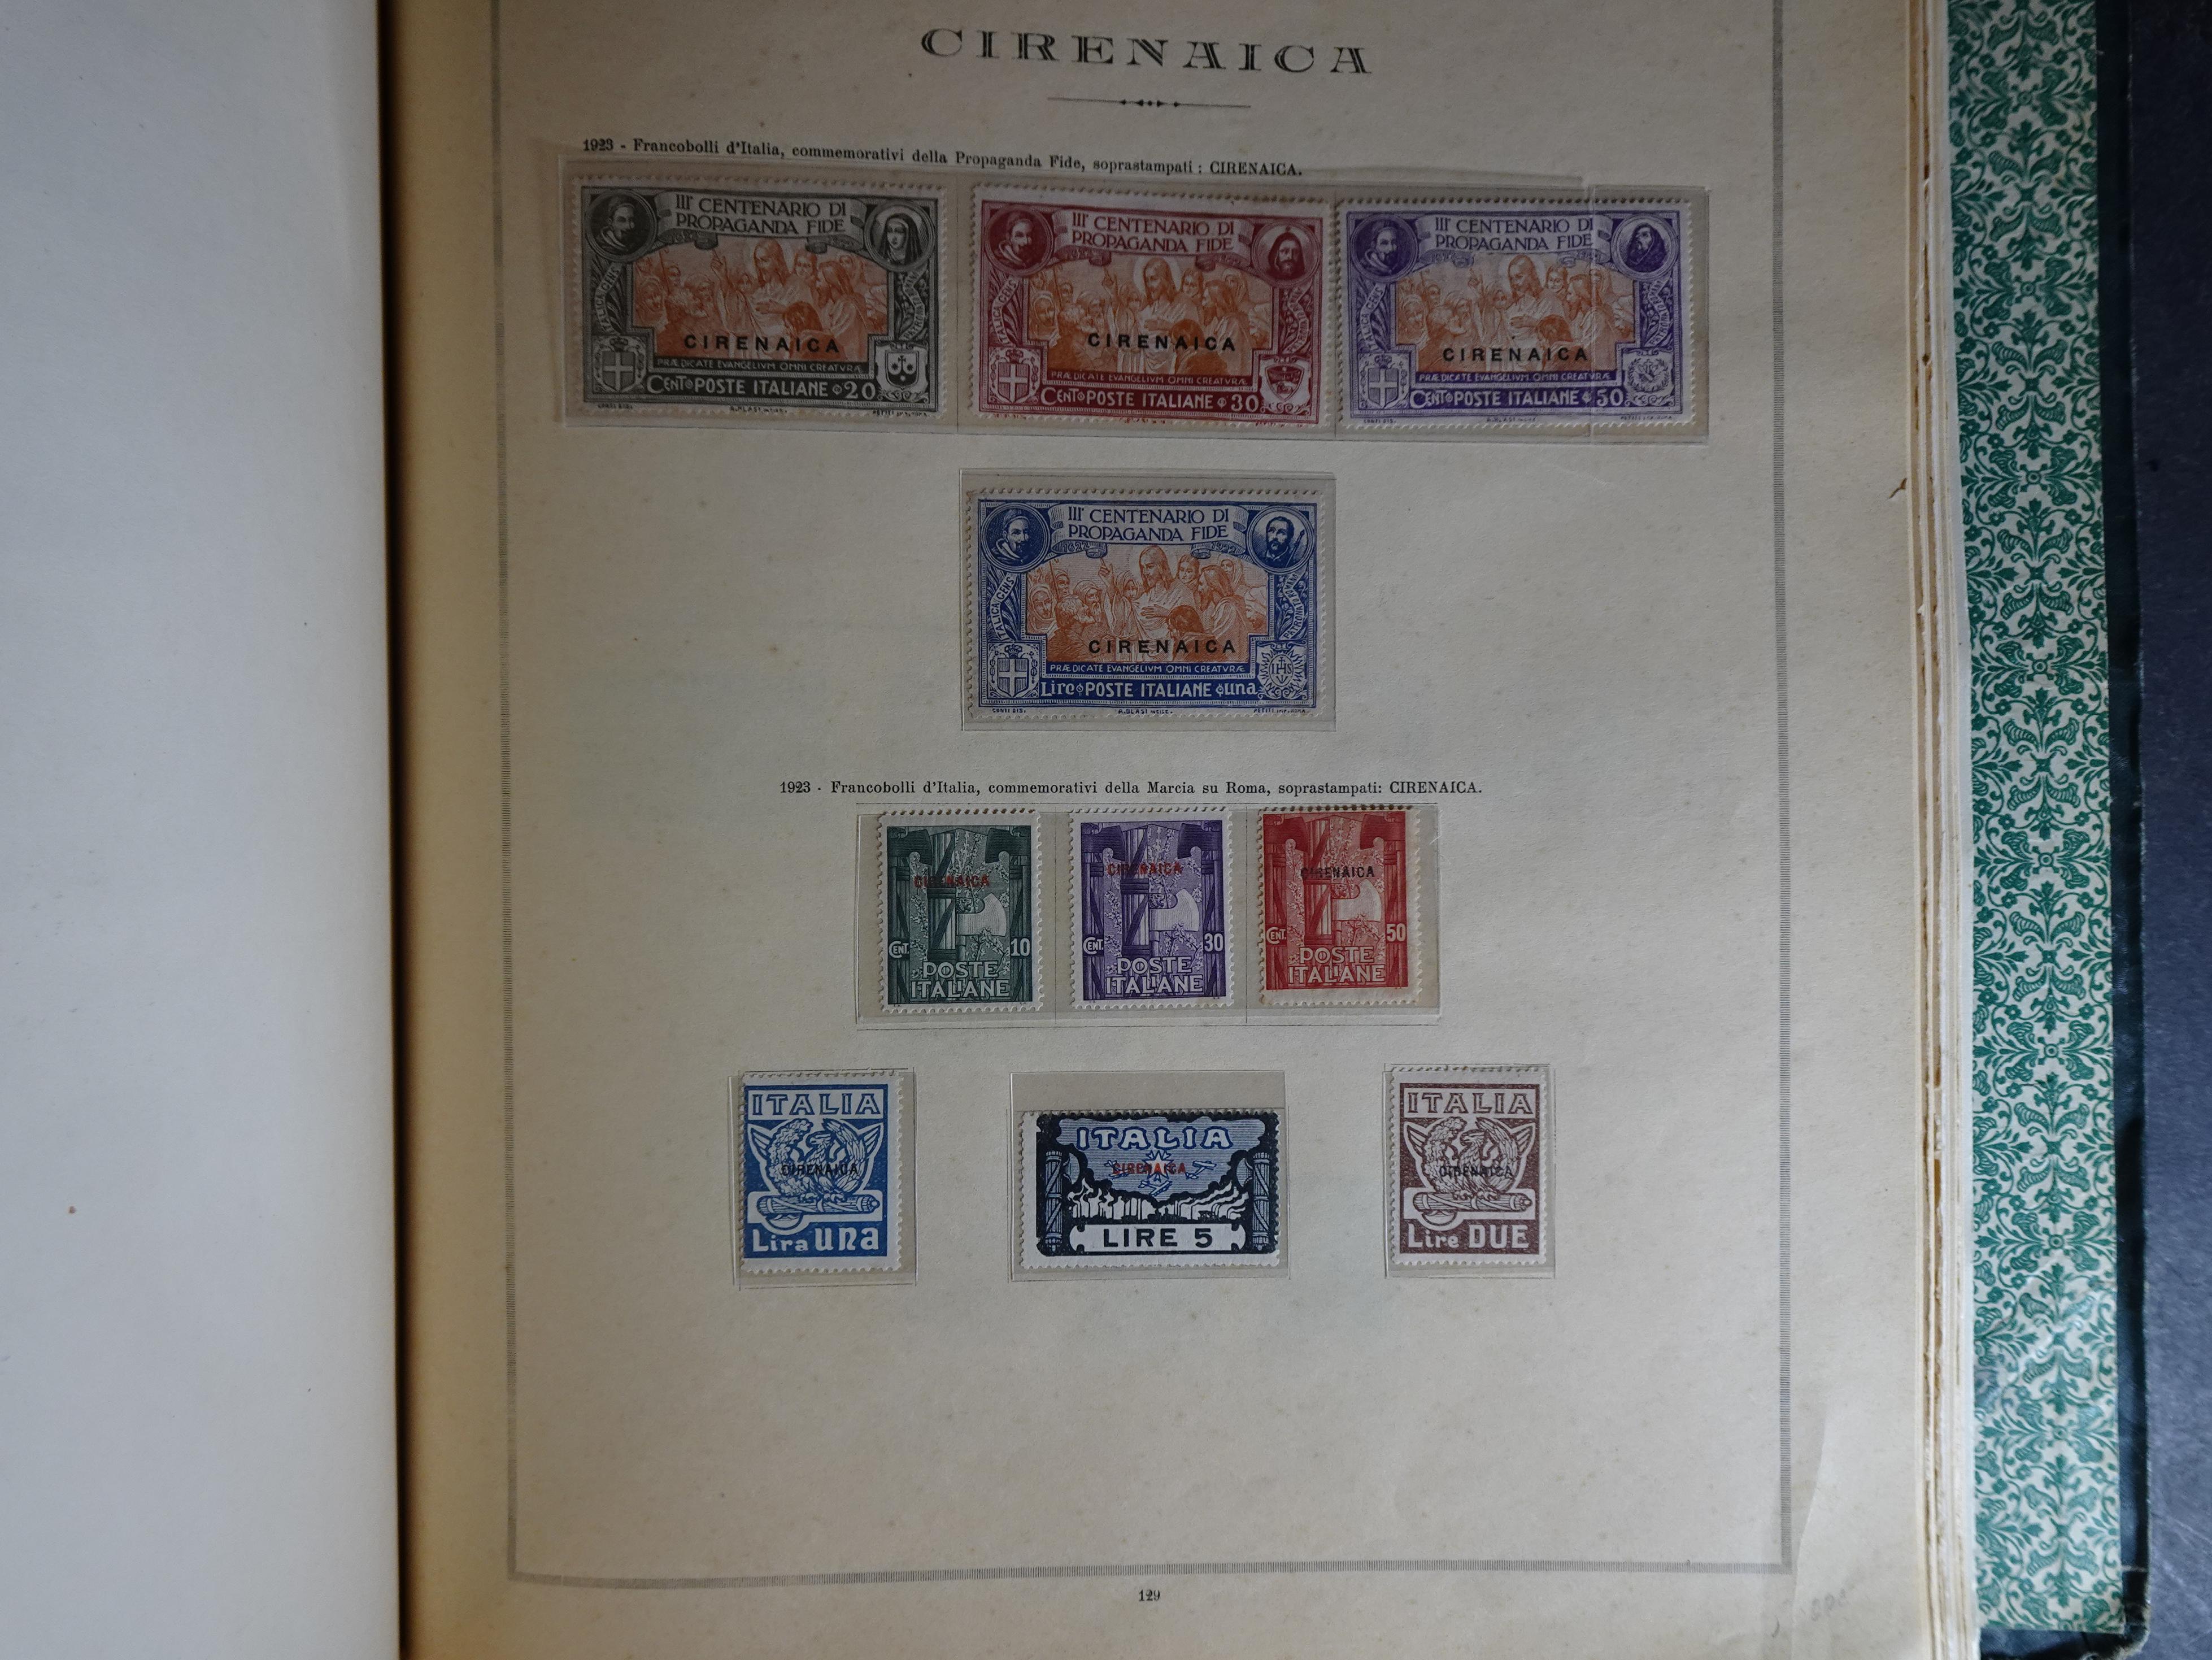 CIRENAICA
1923 - Francobolli d'Italia, commemorativi della Propaganda Fide, soprastampati : CIRENAICA.
III CENTENARIO DI
PROPAGANDA FIDE
CIRENAICA
PRÆDICATE EVANGELIVM OMNI CREATVRÆ
CENT POSTE ITALIANE 20
III CENTENARIO DI
PROPAGANDA FIDE
CIRENAICA
PRÆDICATE EVANGELIVM OMNI CREATVRÆ
CENT POSTE ITALIANE 30
III CENTENARIO DI
PROPAGANDA FIDE
CIRENAICA
PRÆDICATE EVANGELIVM OMNI CREATVRÆ
CENT POSTE ITALIANE 50
III CENTENARIO DI
PROPAGANDA FIDE
1622 1922
ITALICA GENS
CIRENAICA
IHS
PRÆDICATE EVANGELIVM OMNI CREATVRÆ
Lire POSTE ITALIANE una
1923 - Francobolli d'Italia, commemorativi della Marcia su Roma, soprastampati: CIRENAICA.
CIRENAICA
CENT. 10
POSTE
ITALIANE
CIRENAICA
CENT. 30
POSTE
ITALIANE
CIRENAICA
CENT. 50
POSTE
ITALIANE
ITALIA
CIRENAICA
Lira UNA
ITALIA
CIRENAICA
LIRE 5
ITALIA
CIRENAICA
Lire DUE
129